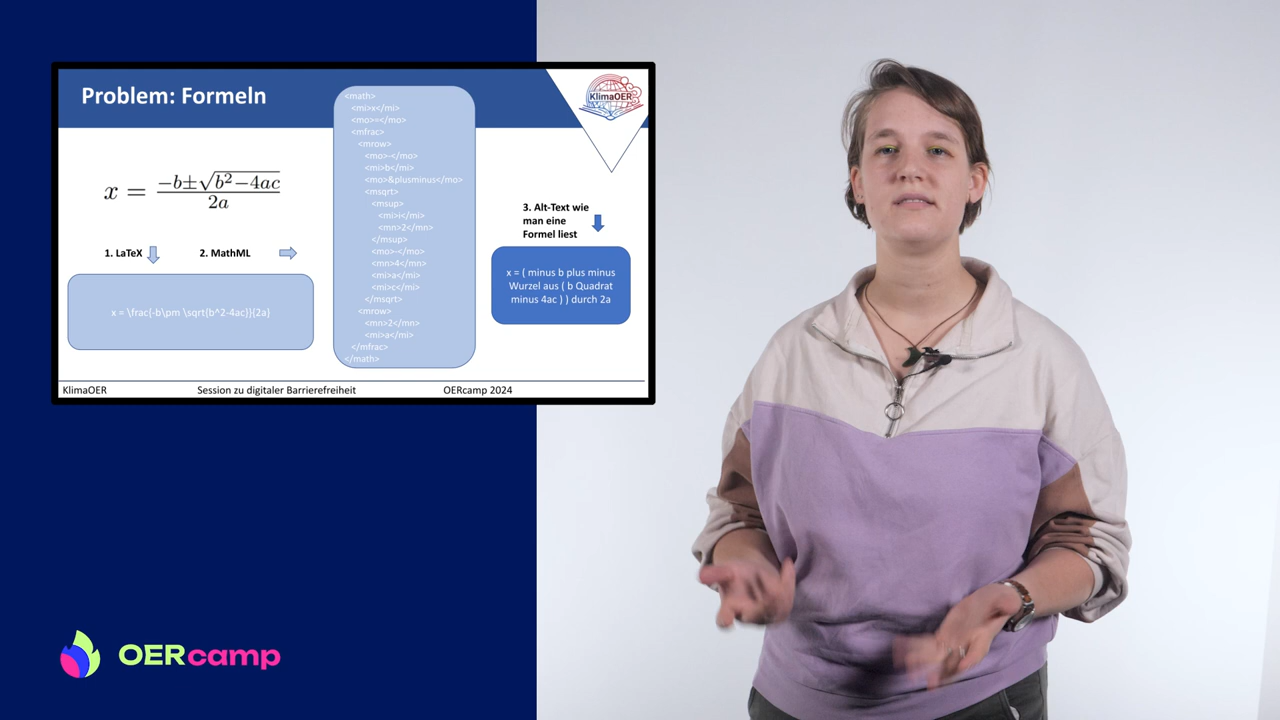 Problem: Formeln
KlimaOER
x = −b±√b²−4ac / 2a
1. LaTeX
2. MathML
x = \frac{-b\pm \sqrt{b^2-4ac}}{2a}
<math>
<mi>x</mi>
<mo>=</mo>
<mfrac>
<mrow>
<mo>-</mo>
<mi>b</mi>
<mo>&plusminus</mo>
<msqrt>
<msup>
<mi>i</mi>
<mn>2</mn>
</msup>
<mo>-</mo>
<mn>4</mn>
<mi>a</mi>
<mi>c</mi>
</msqrt>
<mrow>
<mn>2</mn>
<mi>a</mi>
</mfrac>
</math>
3. Alt-Text wie
man eine
Formel liest
x = ( minus b plus minus
Wurzel aus ( b Quadrat
minus 4ac ) ) durch 2a
KlimaOER
Session zu digitaler Barrierefreiheit
OERcamp 2024
OERcamp